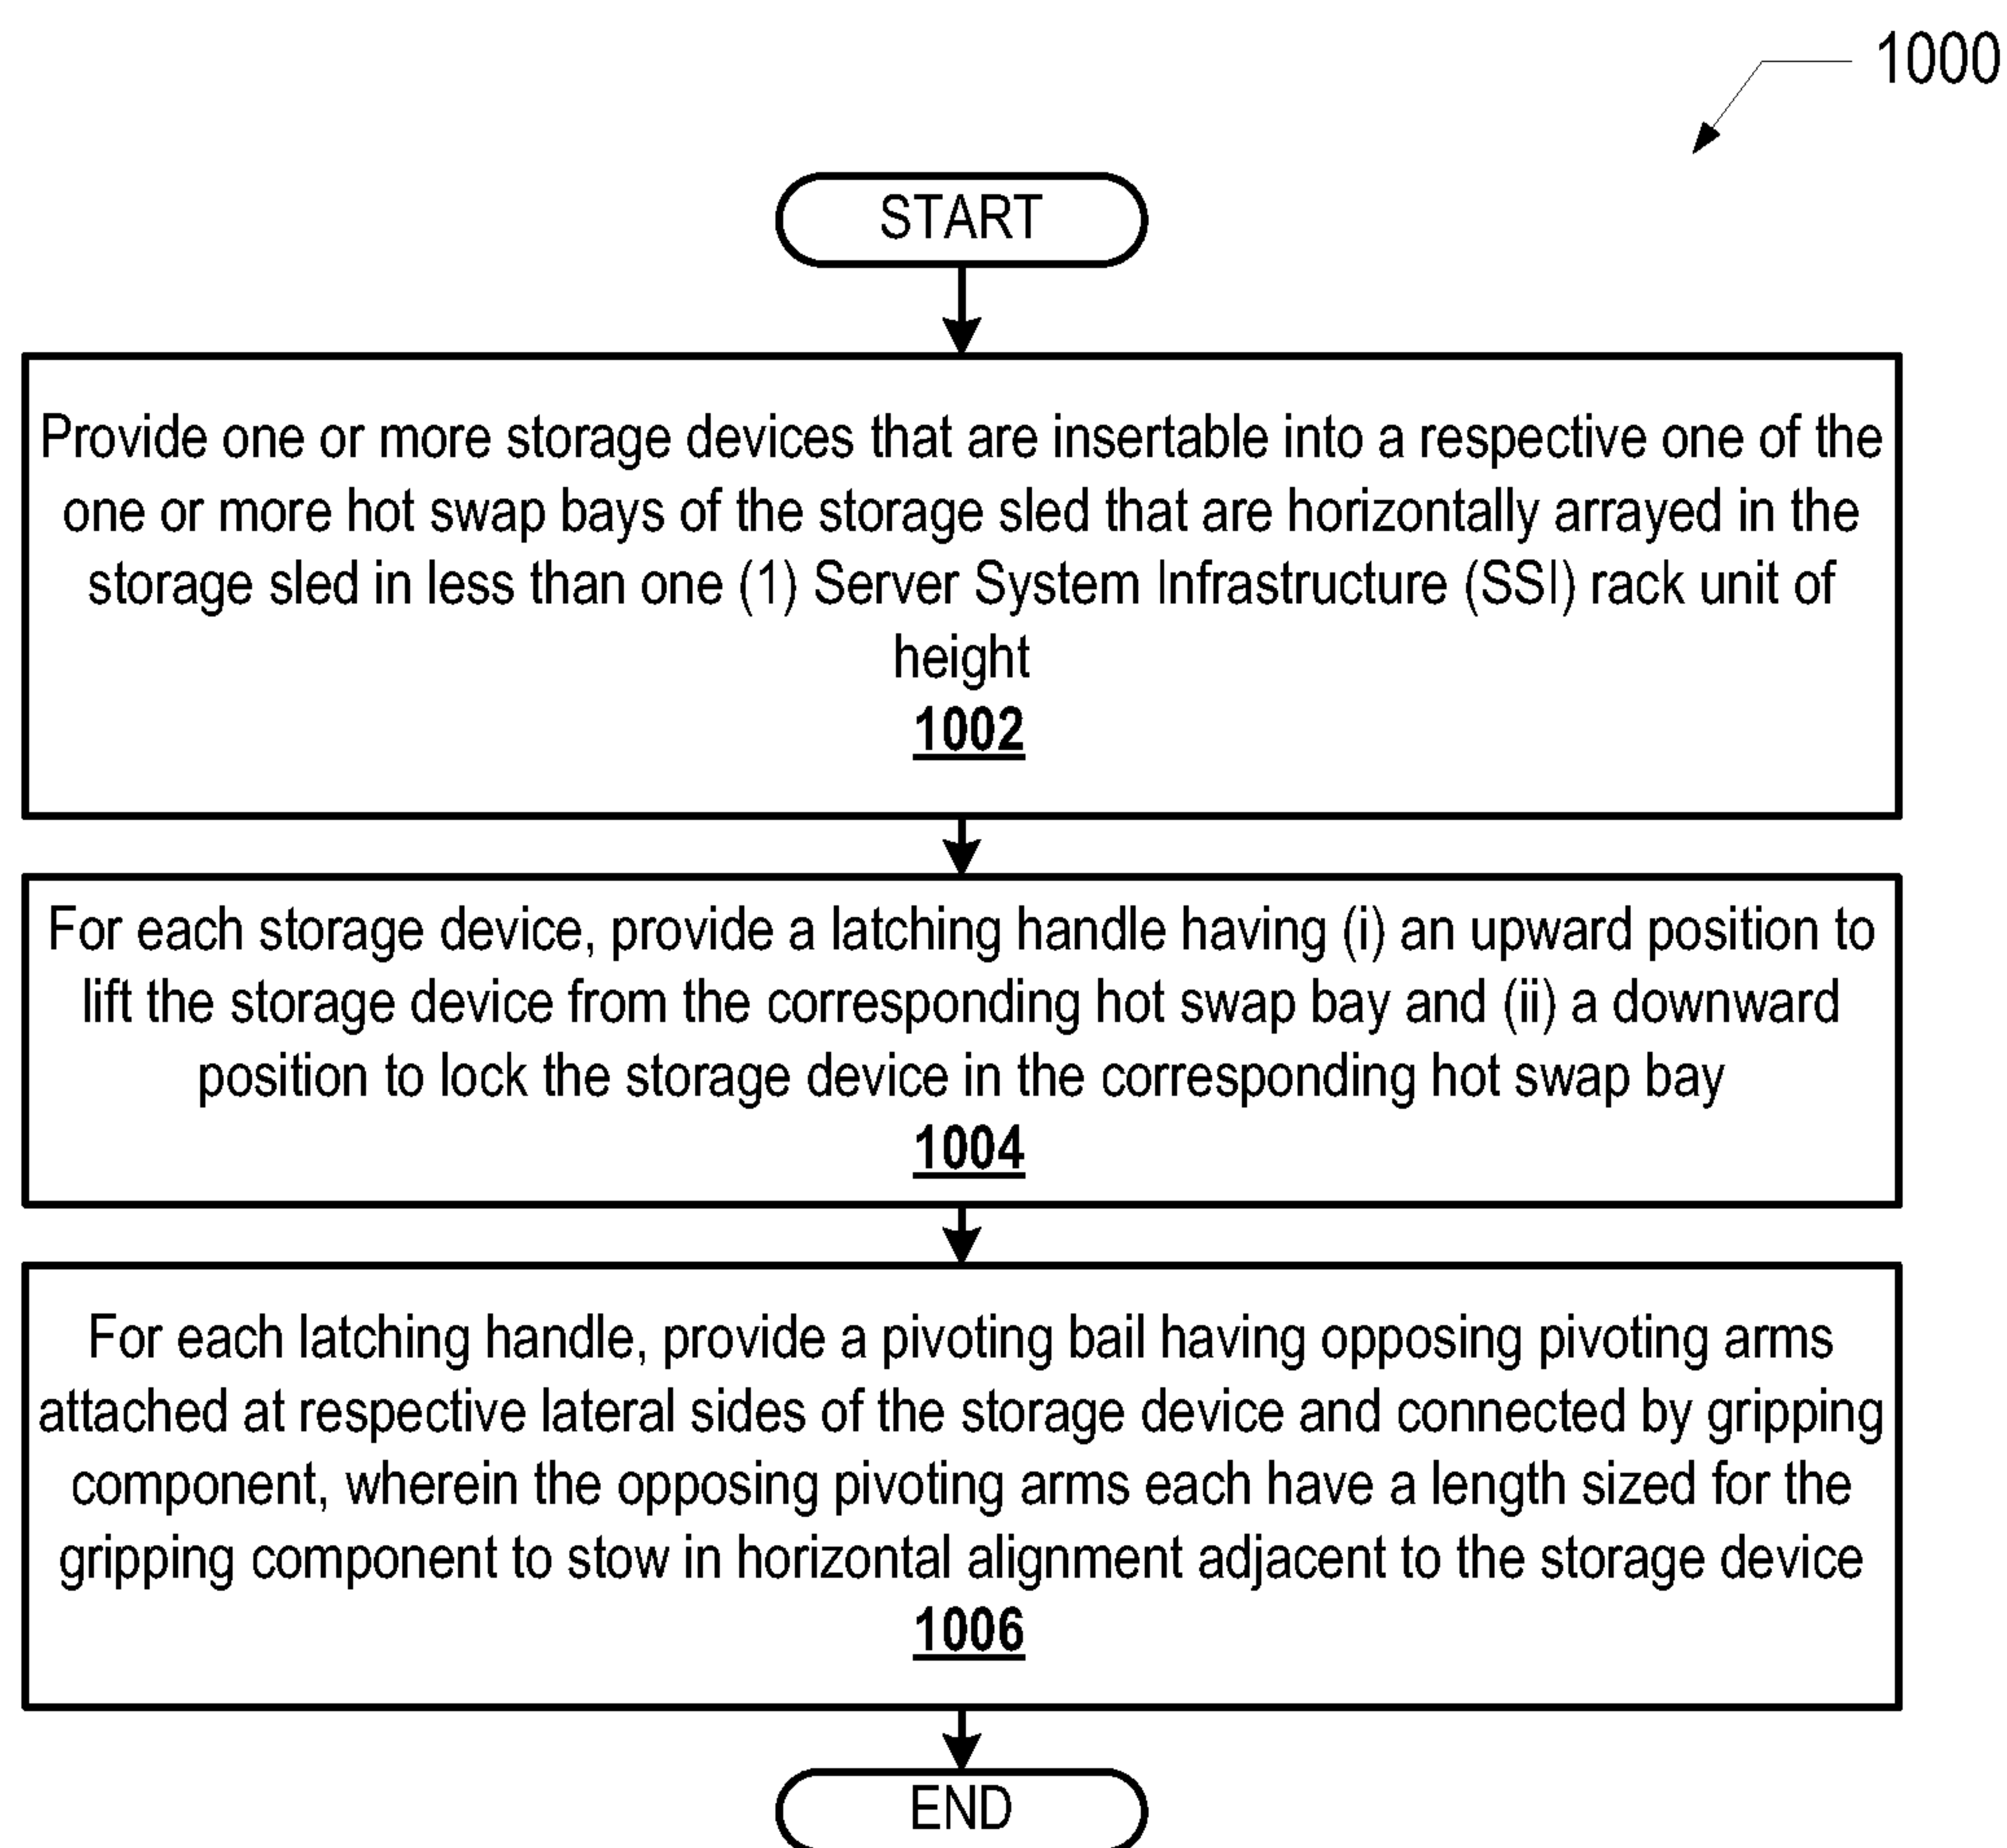 1000
START
Provide one or more storage devices that are insertable into a respective one of the
one or more hot swap bays of the storage sled that are horizontally arrayed in the
storage sled in less than one (1) Server System Infrastructure (SSI) rack unit of
height
1002
For each storage device, provide a latching handle having (i) an upward position to
lift the storage device from the corresponding hot swap bay and (ii) a downward
position to lock the storage device in the corresponding hot swap bay
1004
For each latching handle, provide a pivoting bail having opposing pivoting arms
attached at respective lateral sides of the storage device and connected by gripping
component, wherein the opposing pivoting arms each have a length sized for the
gripping component to stow in horizontal alignment adjacent to the storage device
1006
END